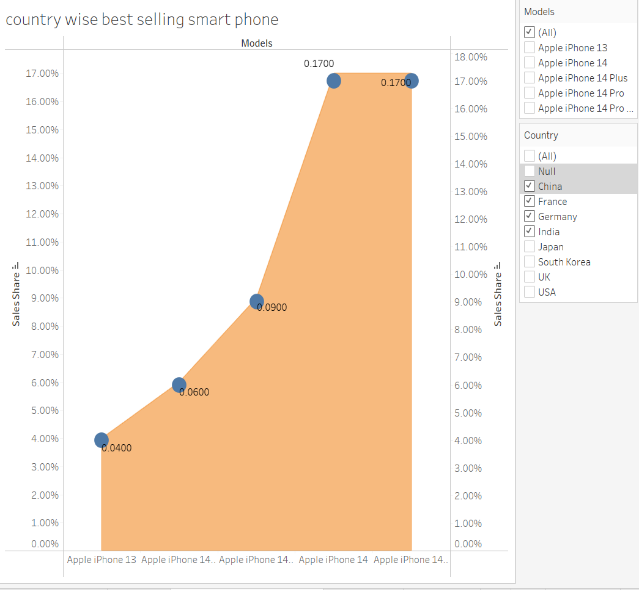 country wise best selling smart phone
Models
17.00%
16.00%
15.00%
14.00%
13.00%
12.00%
11.00%
10.00%
9.00%
8.00%
7.00%
6.00%
5.00%
4.00%
3.00%
2.00%
1.00%
0.00%
Sales Share
0.0400
0.0600
0.0900
0.1700
0.1700
18.00%
17.00%
16.00%
15.00%
14.00%
13.00%
12.00%
11.00%
10.00%
9.00%
8.00%
7.00%
6.00%
5.00%
4.00%
3.00%
2.00%
1.00%
0.00%
Sales Share
Apple iPhone 13 Apple iPhone 14.. Apple iPhone 14.. Apple iPhone 14 Apple iPhone 14..
Models
(All)
Apple iPhone 13
Apple iPhone 14
Apple iPhone 14 Plus
Apple iPhone 14 Pro
Apple iPhone 14 Pro ...
Country
(All)
Null
China
France
Germany
India
Japan
South Korea
UK
USA